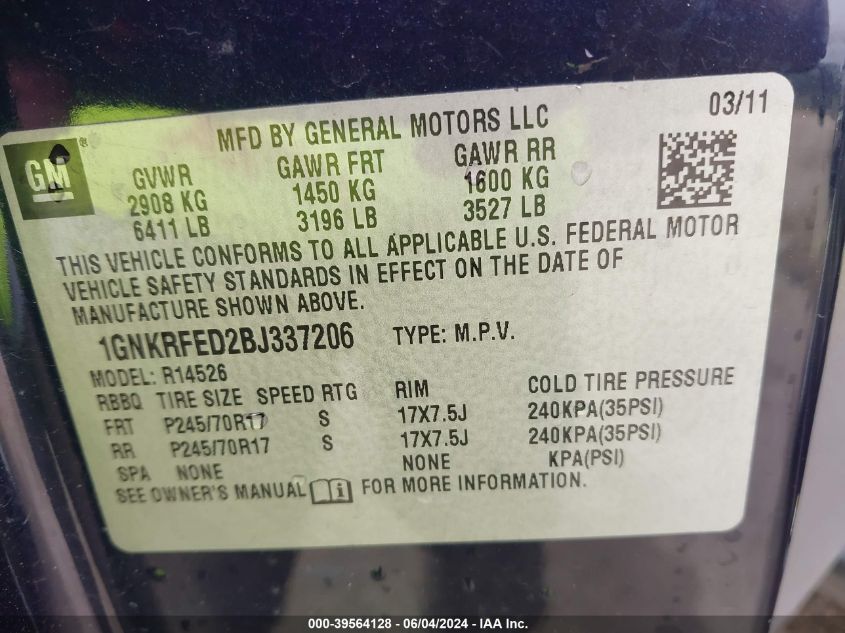 03/11
MFD BY GENERAL MOTORS LLC
GM®
GVWR GAWR FRT GAWR RR
2908 KG 1450 KG 1600 KG
6411 LB 3196 LB 3527 LB
THIS VEHICLE CONFORMS TO ALL APPLICABLE U.S. FEDERAL MOTOR
VEHICLE SAFETY STANDARDS IN EFFECT ON THE DATE OF
MANUFACTURE SHOWN ABOVE.
1GNKRFED2BJ337206 TYPE: M.P.V.
MODEL: R14526
RBBQ TIRE SIZE SPEED RTG RIM COLD TIRE PRESSURE
FRT P245/70R17 S 17X7.5J 240KPA(35PSI)
RR P245/70R17 S 17X7.5J 240KPA(35PSI)
SPA NONE NONE KPA(PSI)
SEE OWNER'S MANUAL i FOR MORE INFORMATION.
000-39564128 - 06/04/2024 - IAA Inc.